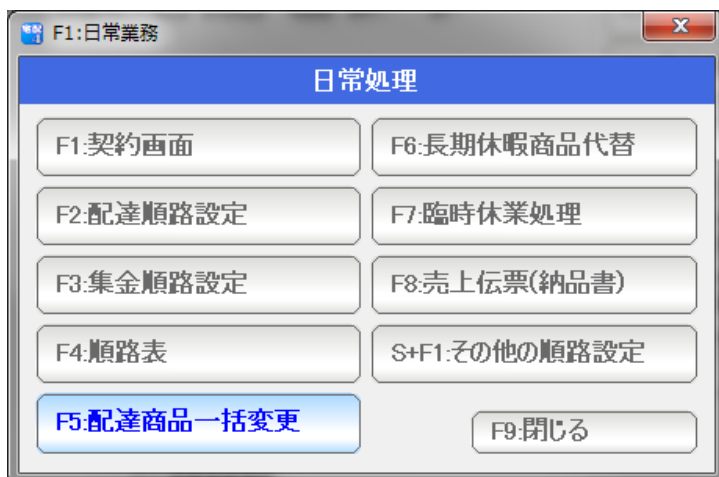 F1:日常業務
日常処理
F1:契約画面
F2:配達順路設定
F3:集金順路設定
F4:順路表
F5:配達商品一括変更
F6:長期休暇商品代替
F7:臨時休業処理
F8:売上伝票(納品書)
S+F1:その他の順路設定
F9:閉じる